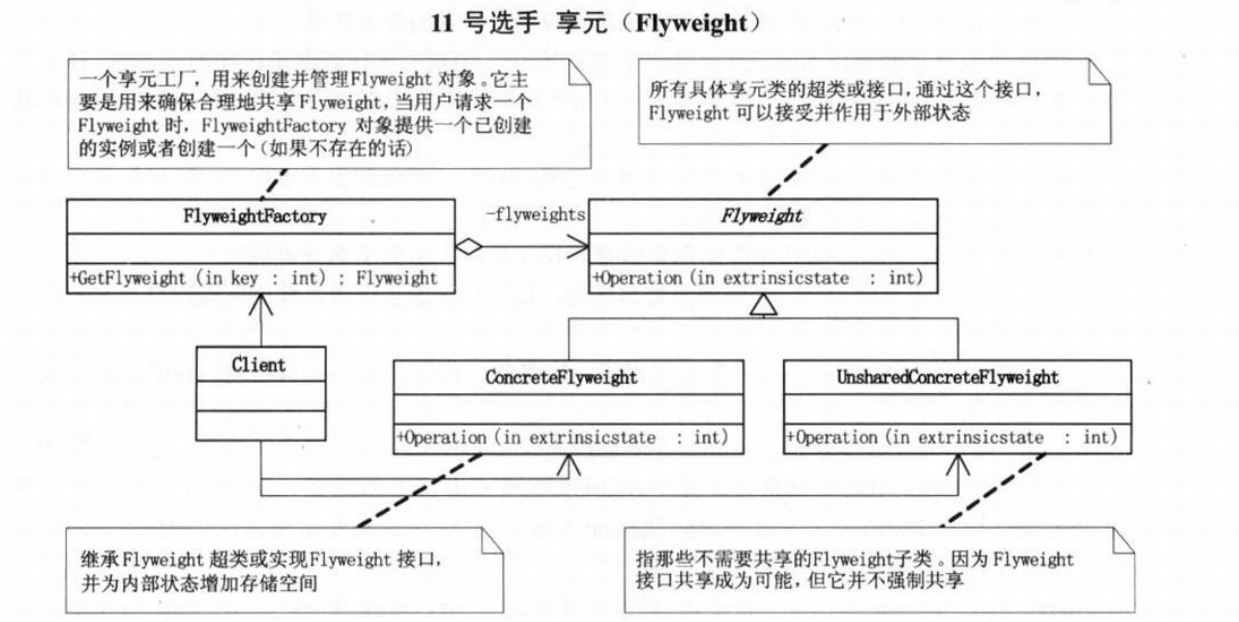 11 号选手 享元（Flyweight）
一个享元工厂，用来创建并管理Flyweight 对象。它主
要是用来确保合理地共享 Flyweight，当用户请求一个
Flyweight 时，FlyweightFactory 对象提供一个已创建
的实例或者创建一个(如果不存在的话)
所有具体享元类的超类或接口，通过这个接口，
Flyweight 可以接受并作用于外部状态
FlyweightFactory
+GetFlyweight(in key : int) : Flyweight
-flyweights
Flyweight
+Operation(in extrinsicstate : int)
Client
ConcreteFlyweight
+Operation(in extrinsicstate : int)
UnsharedConcreteFlyweight
+Operation(in extrinsicstate : int)
继承Flyweight 超类或实现Flyweight 接口，
并为内部状态增加存储空间
指那些不需要共享的Flyweight子类。因为Flyweight
接口共享成为可能，但它并不强制共享